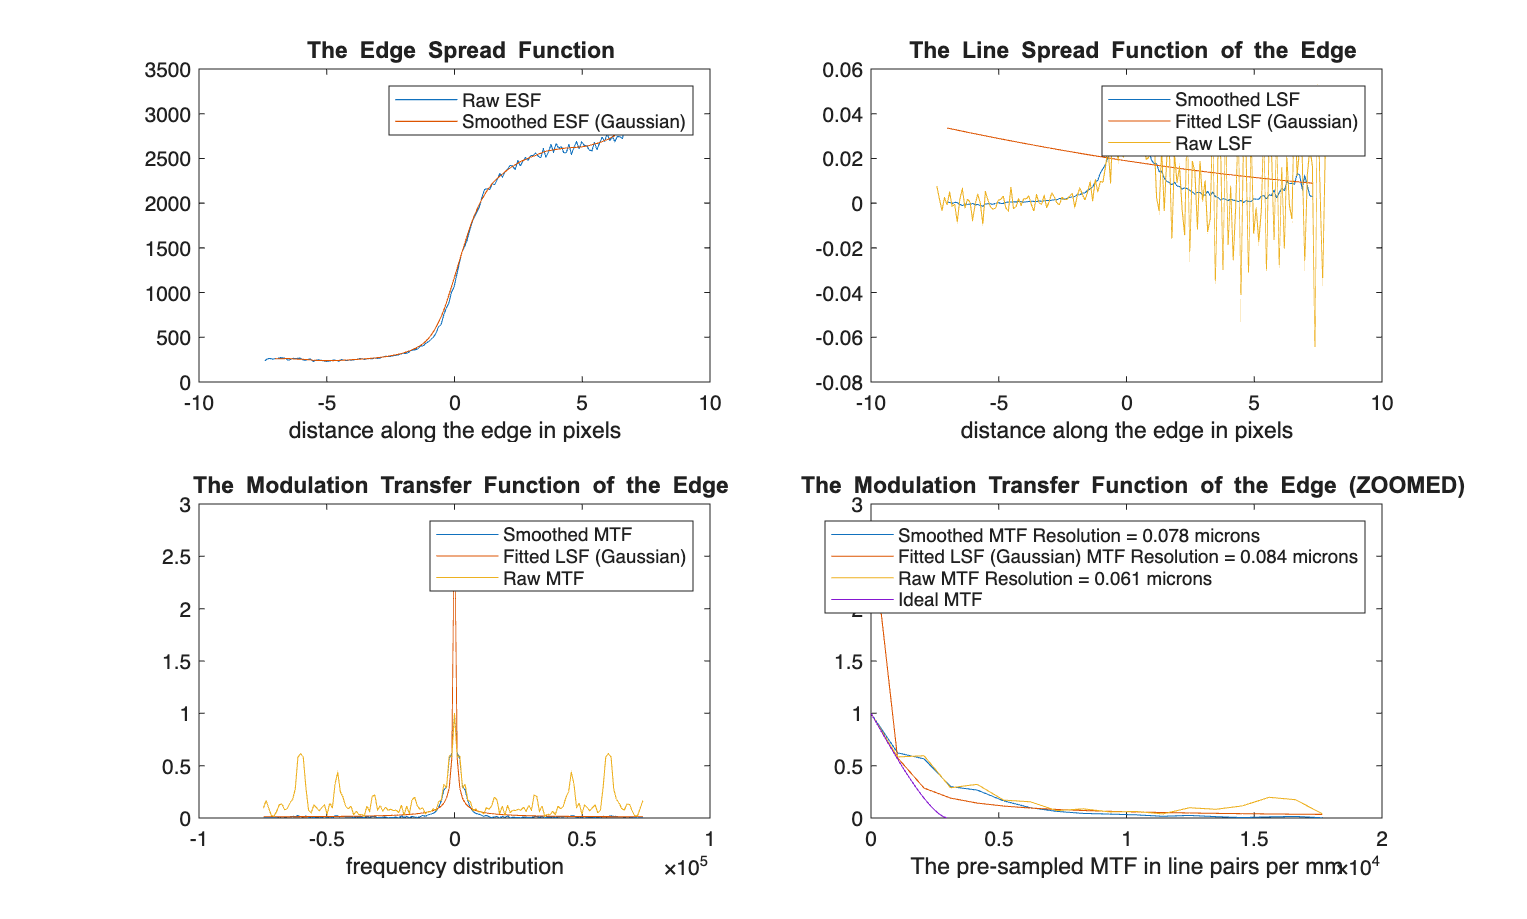 The Edge Spread Function
3500
3000
2500
2000
1500
1000
500
0
Raw ESF
Smoothed ESF (Gaussian)
-10
-5
0
5
10
distance along the edge in pixels
The Line Spread Function of the Edge
0.06
0.04
0.02
0
-0.02
-0.04
-0.06
-0.08
Smoothed LSF
Fitted LSF (Gaussian)
Raw LSF
-10
-5
0
5
10
distance along the edge in pixels
The Modulation Transfer Function of the Edge
3
2.5
2
1.5
1
0.5
0
Smoothed MTF
Fitted LSF (Gaussian)
Raw MTF
-1
-0.5
0
0.5
1
frequency distribution
×10⁵
The Modulation Transfer Function of the Edge (ZOOMED)
3
Smoothed MTF Resolution = 0.078 microns
Fitted LSF (Gaussian) MTF Resolution = 0.084 microns
Raw MTF Resolution = 0.061 microns
Ideal MTF
2
1.5
1
0.5
0
0
0.5
1
1.5
2
The pre-sampled MTF in line pairs per mm
×10⁴